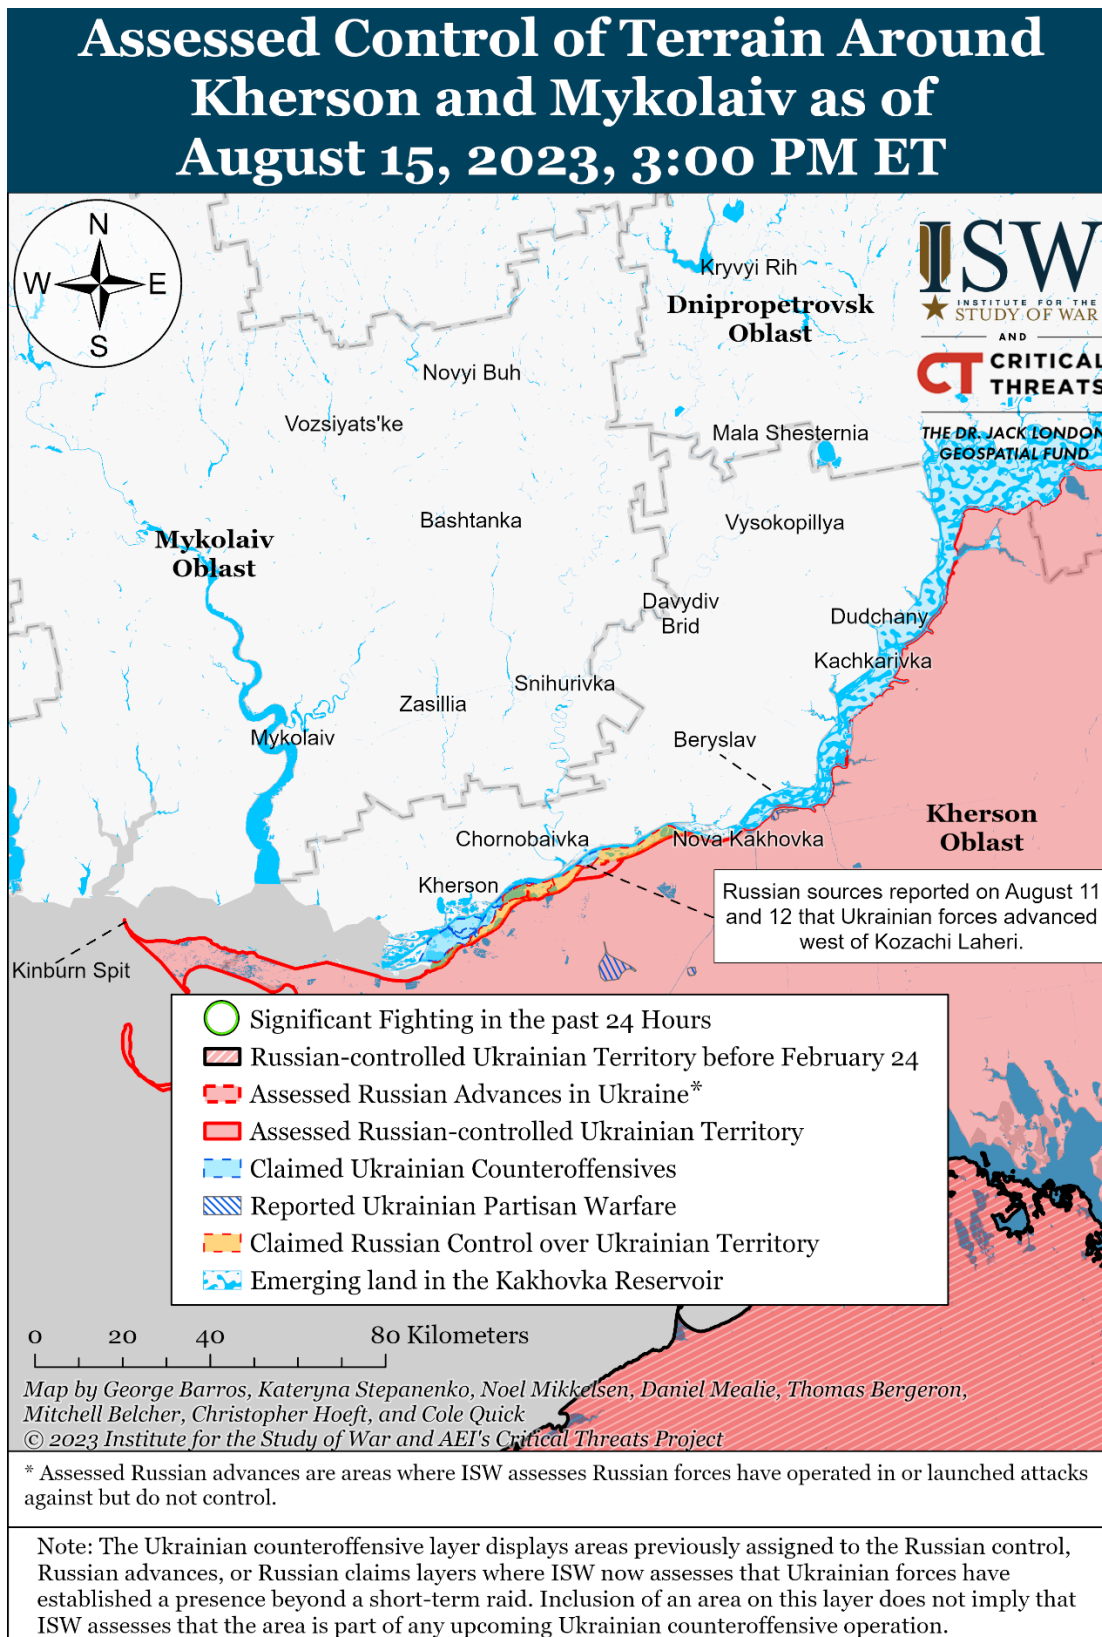 Assessed Control of Terrain Around
Kherson and Mykolaiv as of
August 15, 2023, 3:00 PM ET
N
W
E
S
ISW
INSTITUTE FOR THE
STUDY OF WAR
AND
CT CRITICAL
THREATS
THE DR. JACK LONDON
GEOSPATIAL FUND
Kryvyi Rih
Dnipropetrovsk
Oblast
Novyi Buh
Vozsiyats'ke
Mala Shesternia
Bashtanka
Vysokopillya
Mykolaiv
Oblast
Davydiv
Brid
Dudchany
Kachkarivka
Snihurivka
Zasillia
Mykolaiv
Beryslav
Kherson
Oblast
Chornobaivka
Nova Kakhovka
Kherson
Russian sources reported on August 11
and 12 that Ukrainian forces advanced
west of Kozachi Laheri.
Kinburn Spit
Significant Fighting in the past 24 Hours
Russian-controlled Ukrainian Territory before February 24
Assessed Russian Advances in Ukraine*
Assessed Russian-controlled Ukrainian Territory
Claimed Ukrainian Counteroffensives
Reported Ukrainian Partisan Warfare
Claimed Russian Control over Ukrainian Territory
Emerging land in the Kakhovka Reservoir
0 20 40 80 Kilometers
Map by George Barros, Kateryna Stepanenko, Noel Mikkelsen, Daniel Mealie, Thomas Bergeron,
Mitchell Belcher, Christopher Hoeft, and Cole Quick
© 2023 Institute for the Study of War and AEI's Critical Threats Project
* Assessed Russian advances are areas where ISW assesses Russian forces have operated in or launched attacks
against but do not control.
Note: The Ukrainian counteroffensive layer displays areas previously assigned to the Russian control,
Russian advances, or Russian claims layers where ISW now assesses that Ukrainian forces have
established a presence beyond a short-term raid. Inclusion of an area on this layer does not imply that
ISW assesses that the area is part of any upcoming Ukrainian counteroffensive operation.